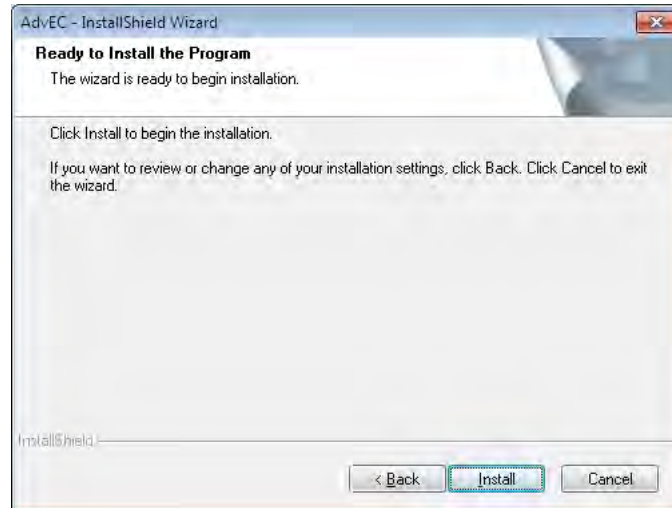 AdvEC - InstallShield Wizard
Ready to Install the Program
The wizard is ready to begin installation.
Click Install to begin the installation.
If you want to review or change any of your installation settings, click Back. Click Cancel to exit
the wizard.
InstallShield
< Back Install Cancel